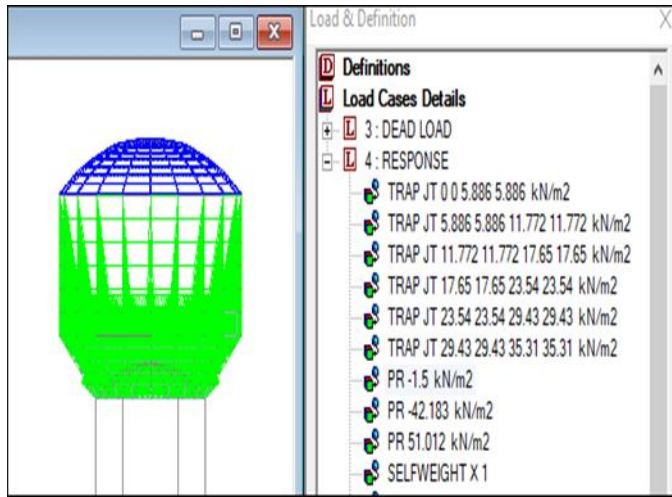 Load & Definition
Definitions
Load Cases Details
3 : DEAD LOAD
4 : RESPONSE
TRAP JT 0 0 5.886 5.886 kN/m2
TRAP JT 5.886 5.886 11.772 11.772 kN/m2
TRAP JT 11.772 11.772 17.65 17.65 kN/m2
TRAP JT 17.65 17.65 23.54 23.54 kN/m2
TRAP JT 23.54 23.54 29.43 29.43 kN/m2
TRAP JT 29.43 29.43 35.31 35.31 kN/m2
PR -1.5 kN/m2
PR -42.183 kN/m2
PR 51.012 kN/m2
SELFWEIGHT X 1